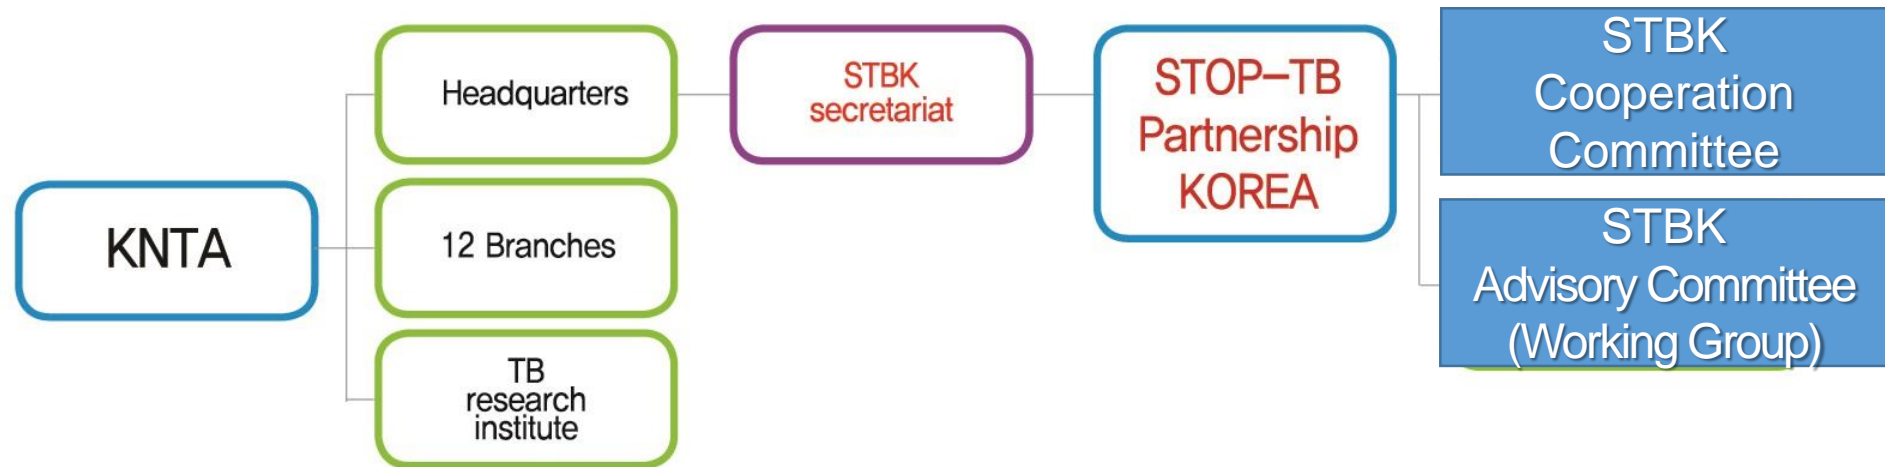 KNTA
Headquarters
12 Branches
TB
research
institute
STBK
secretariat
STOP-TB
Partnership
KOREA
STBK
Cooperation
Committee
STBK
Advisory Committee
(Working Group)